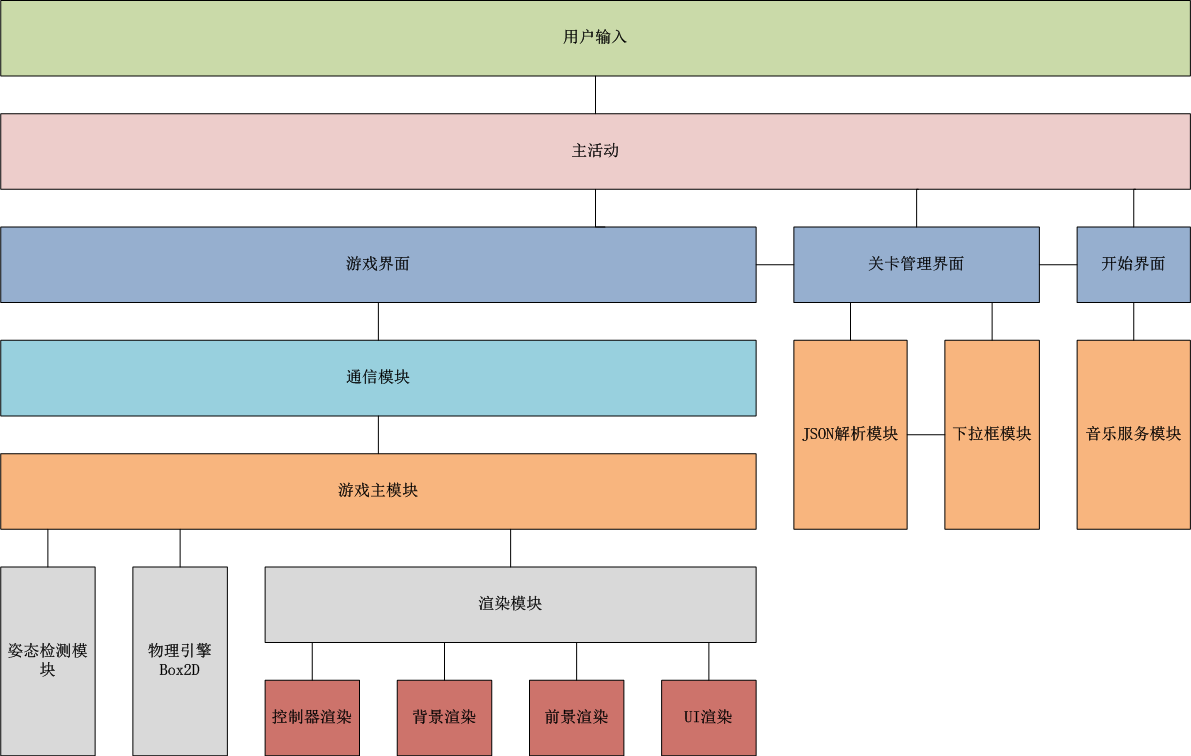 用户输入
主活动
游戏界面
关卡管理界面
开始界面
通信模块
JSON解析模块
下拉框模块
音乐服务模块
游戏主模块
渲染模块
姿态检测模
块
物理引擎
Box2D
控制器渲染
背景渲染
前景渲染
UI渲染